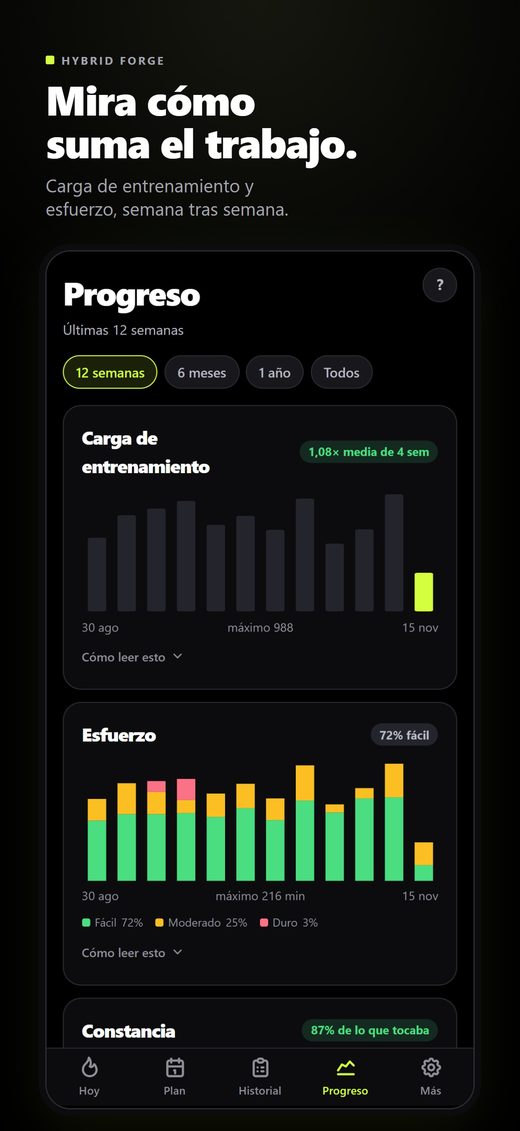 HYBRID FORGE
Mira cómo
suma el trabajo.
Carga de entrenamiento y
esfuerzo, semana tras semana.
Progreso
?
Últimas 12 semanas
12 semanas
6 meses
1 año
Todos
Carga de
entrenamiento
1,08× media de 4 sem
30 ago
máximo 988
15 nov
Cómo leer esto
Esfuerzo
72% fácil
30 ago
máximo 216 min
15 nov
Fácil 72%
Moderado 25%
Duro 3%
Cómo leer esto
Constancia
87% de lo que tocaba
Hoy
Plan
Historial
Progreso
Más